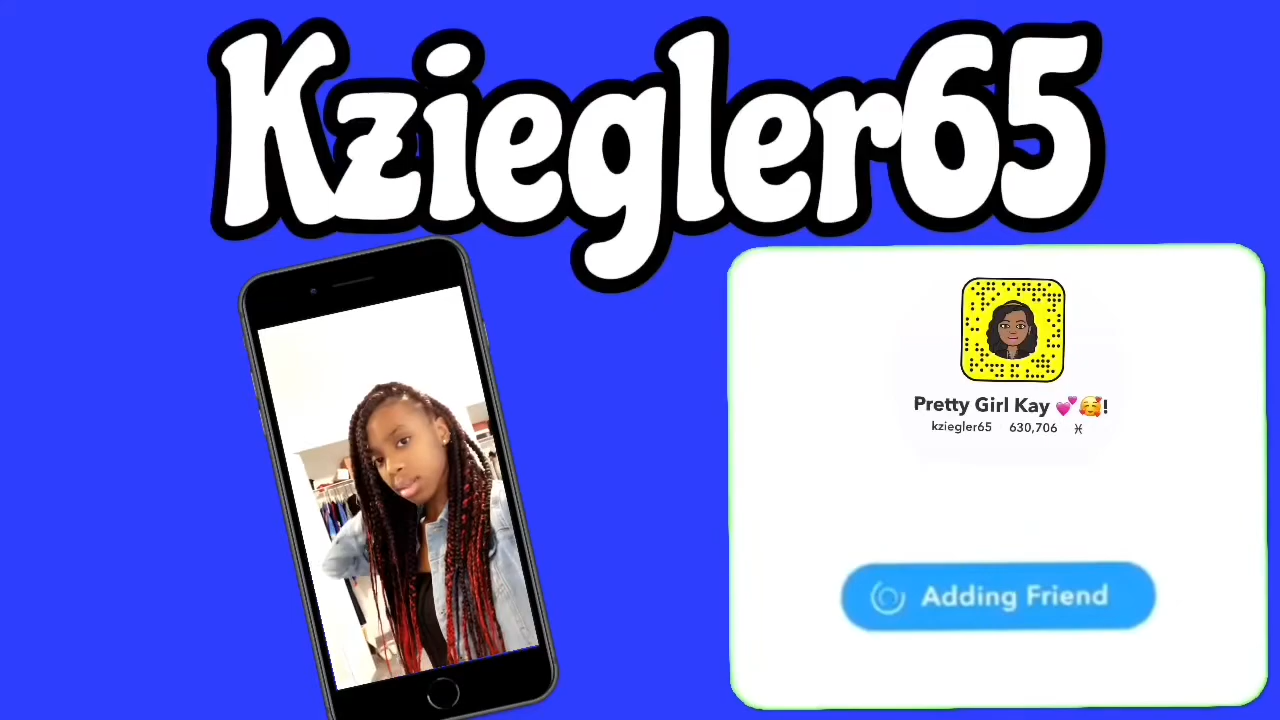 Kziegler65
Pretty Girl Kay 💕🥰!
kziegler65 630,706 ♓
Adding Friend